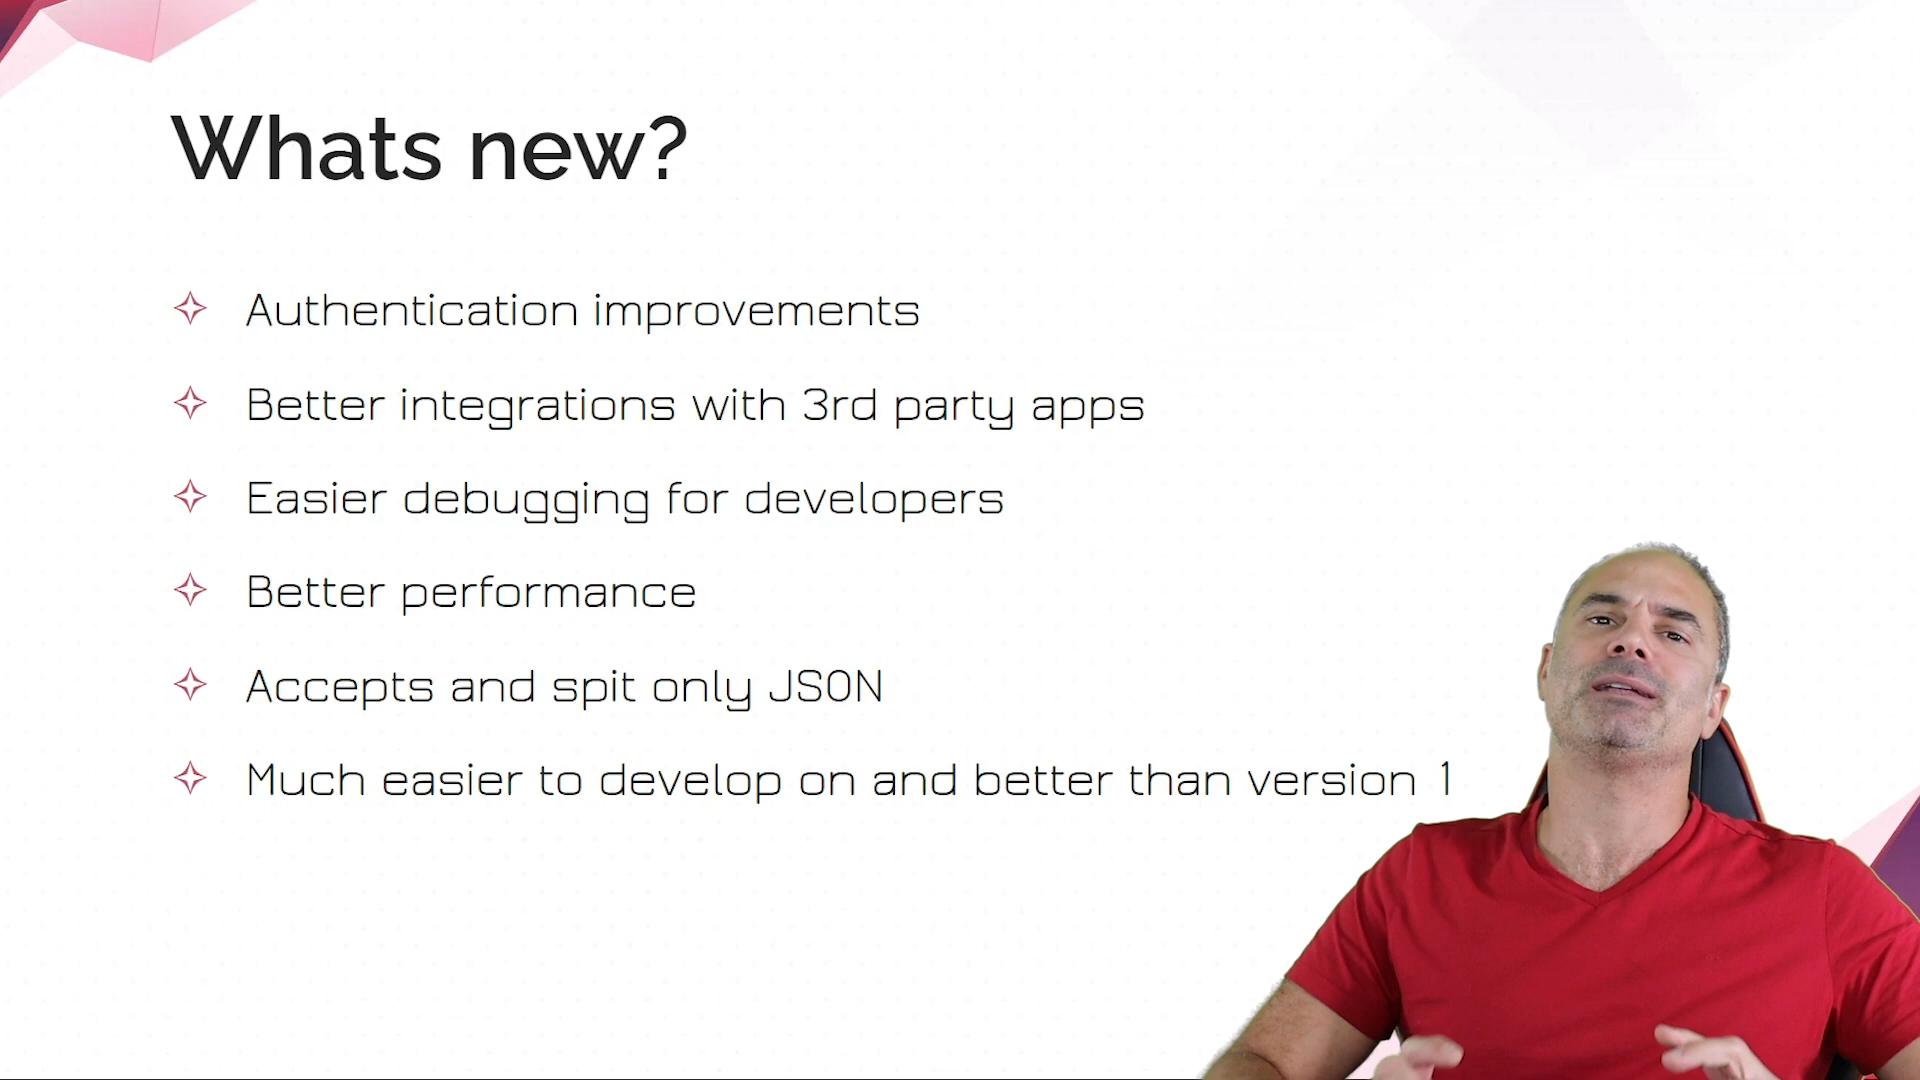 Whats new?
Authentication improvements
Better integrations with 3rd party apps
Easier debugging for developers
Better performance
Accepts and spit only JSON
Much easier to develop on and better than version 1